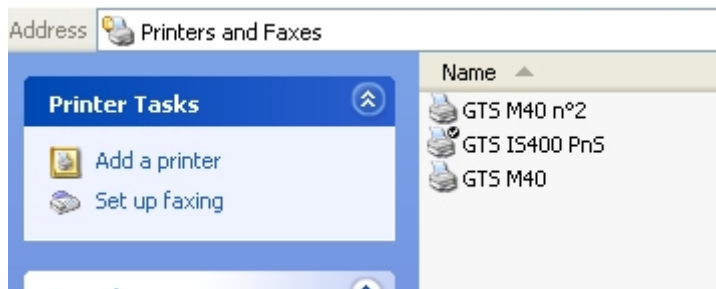 Address Printers and Faxes
Printer Tasks
Add a printer
Set up faxing
Name
GTS M40 n°2
GTS IS400 PnS
GTS M40